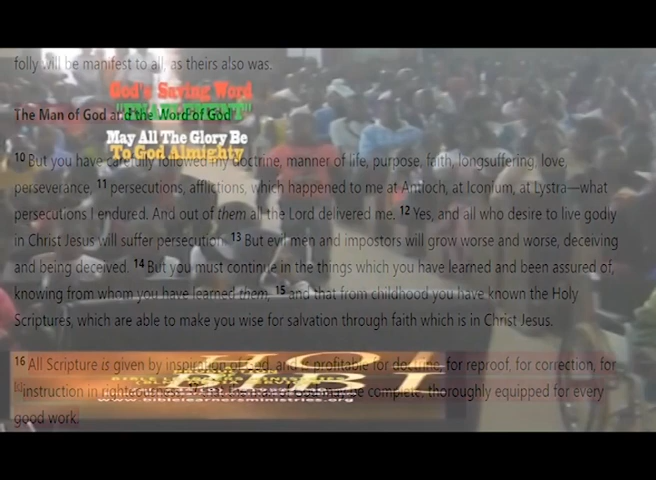 folly will be manifest to all, as theirs also was.
God's Saving Word
The Man of God and the Word of God
May All The Glory Be
To God Almighty
10 But you have carefully followed my doctrine, manner of life, purpose, faith, longsuffering, love,
perseverance, 11 persecutions, afflictions, which happened to me at Antioch, at Iconium, at Lystra—what
persecutions I endured. And out of them all the Lord delivered me. 12 Yes, and all who desire to live godly
in Christ Jesus will suffer persecution. 13 But evil men and impostors will grow worse and worse, deceiving
and being deceived. 14 But you must continue in the things which you have learned and been assured of,
knowing from whom you have learned them, 15 and that from childhood you have known the Holy
Scriptures, which are able to make you wise for salvation through faith which is in Christ Jesus.
16 All Scripture is given by inspiration of God, and is profitable for doctrine, for reproof, for correction, for
instruction in complete, thoroughly equipped for every
good work.